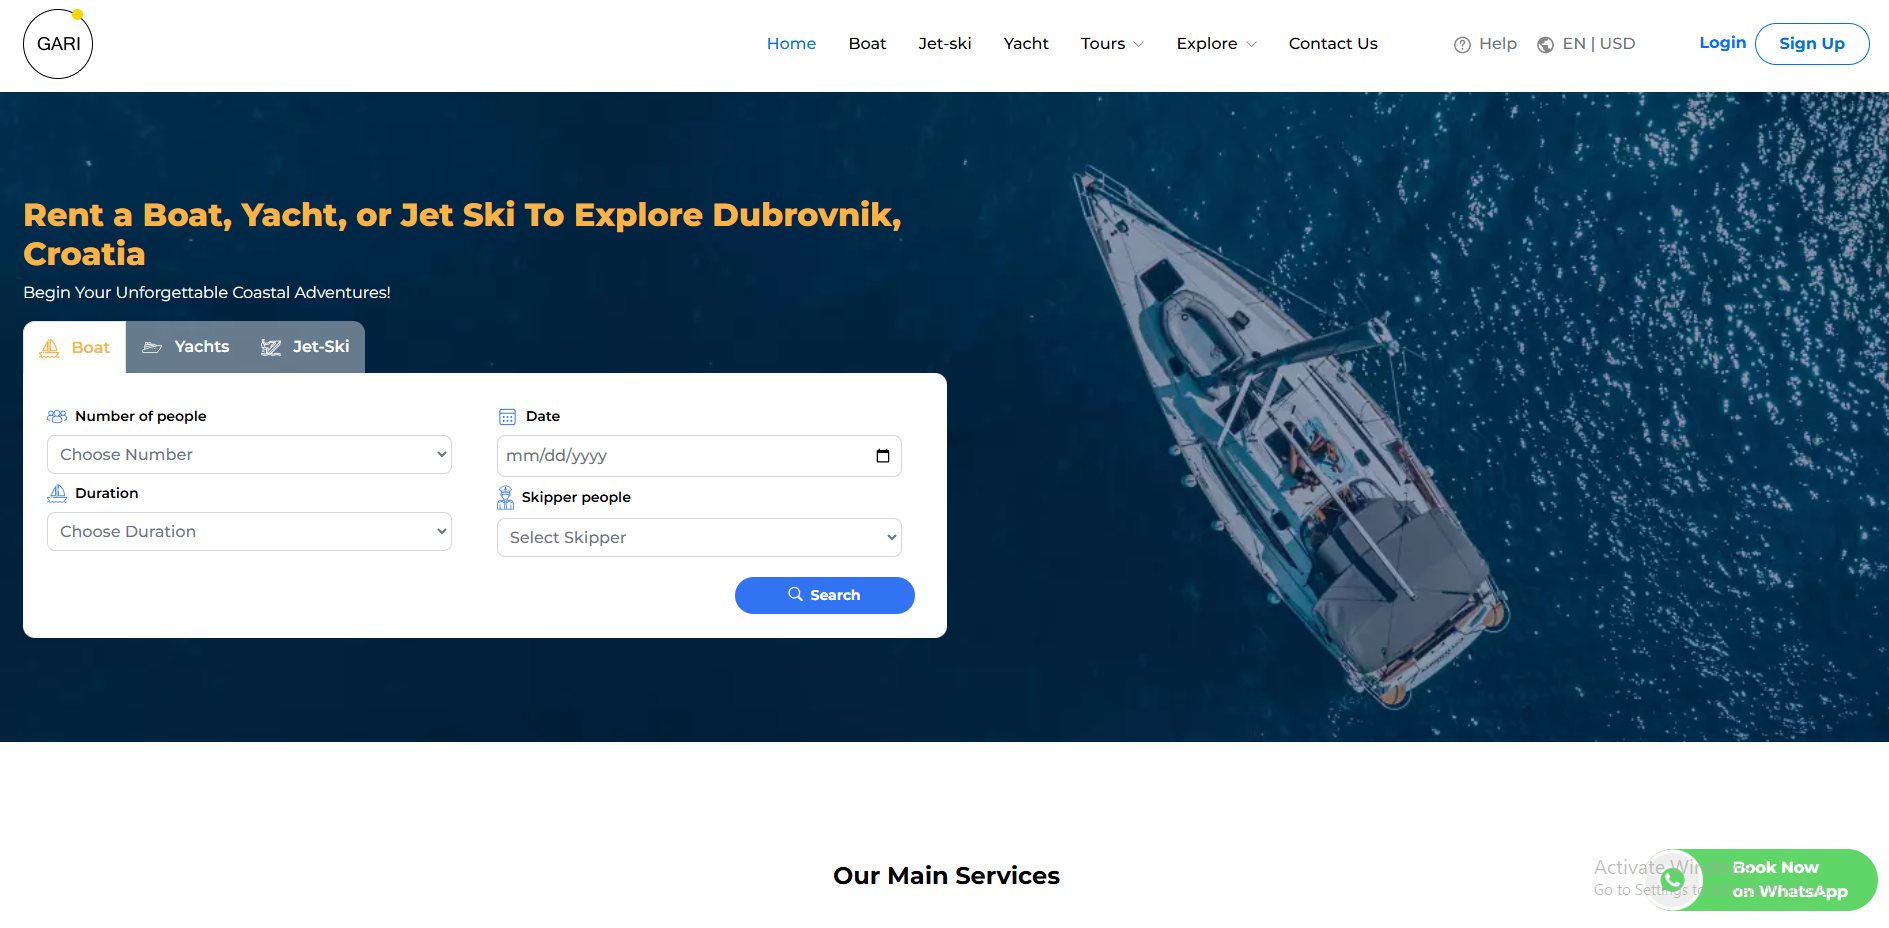 GARI
Home Boat Jet-ski Yacht Tours Explore Contact Us Help EN | USD Login Sign Up
Rent a Boat, Yacht, or Jet Ski To Explore Dubrovnik,
Croatia
Begin Your Unforgettable Coastal Adventures!
Boat Yachts Jet-Ski
Number of people
Choose Number
Date
mm/dd/yyyy
Duration
Choose Duration
Skipper people
Select Skipper
Search
Our Main Services
Book Now
on WhatsApp
Activate Windows
Go to Settings to